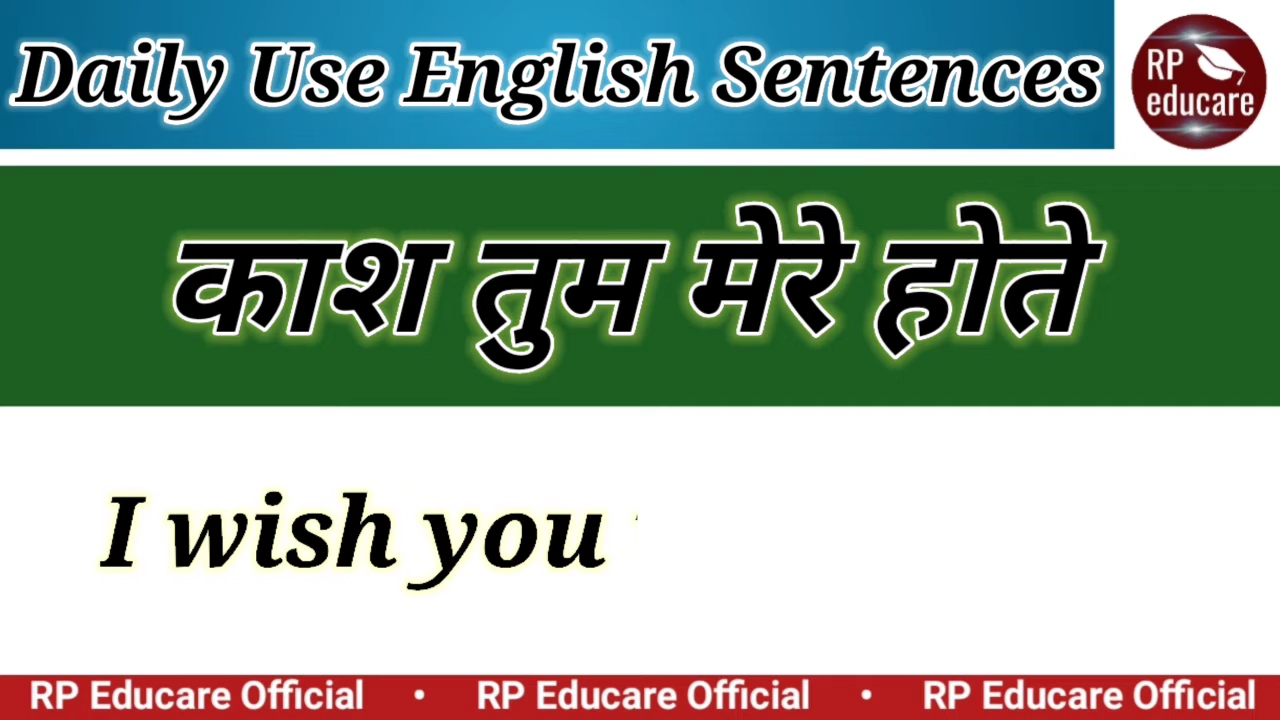 Daily Use English Sentences
RP
educare
काश तुम मेरे होते
I wish you
RP Educare Official • RP Educare Official • RP Educare Official